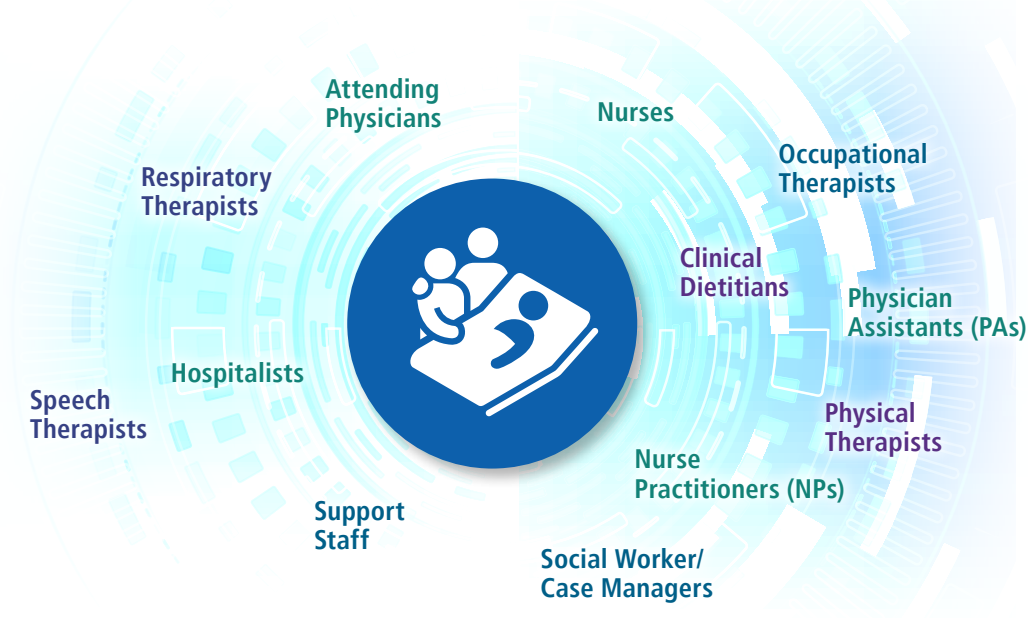 Attending
Physicians
Nurses
Occupational
Therapists
Respiratory
Therapists
Clinical
Dietitians
Physician
Assistants (PAs)
Hospitalists
Speech
Therapists
Physical
Therapists
Nurse
Practitioners (NPs)
Support
Staff
Social Worker/
Case Managers